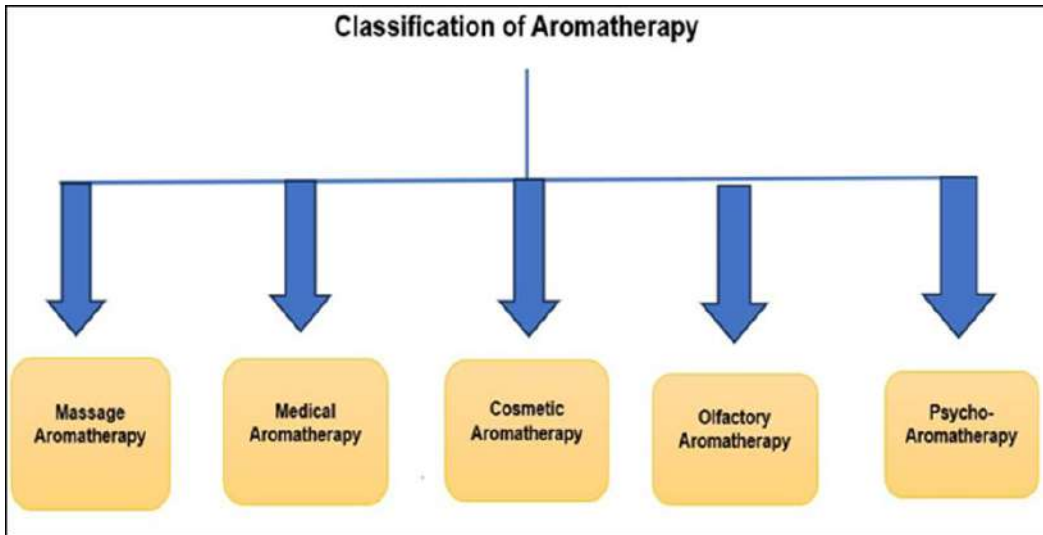 Classification of Aromatherapy
Massage
Aromatherapy
Medical
Aromatherapy
Cosmetic
Aromatherapy
Olfactory
Aromatherapy
Psycho-
Aromatherapy